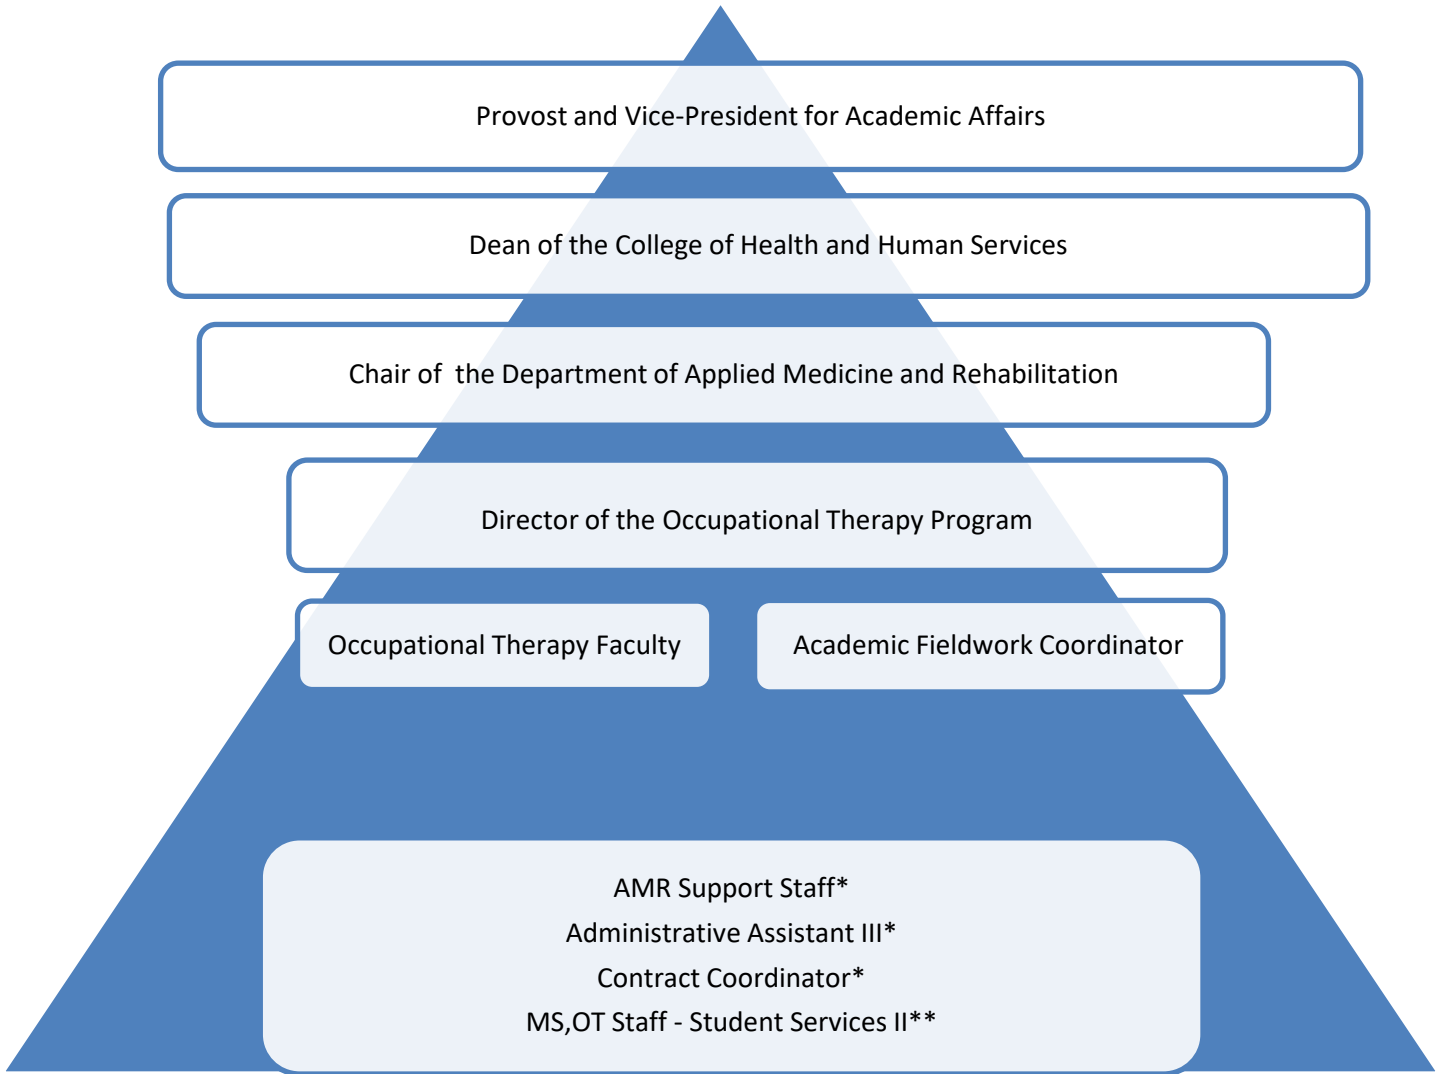 Provost and Vice-President for Academic Affairs
Dean of the College of Health and Human Services
Chair of  the Department of Applied Medicine and Rehabilitation
Director of the Occupational Therapy Program
Occupational Therapy Faculty
Academic Fieldwork Coordinator
AMR Support Staff*
Administrative Assistant III*
Contract Coordinator*
MS,OT Staff - Student Services II**